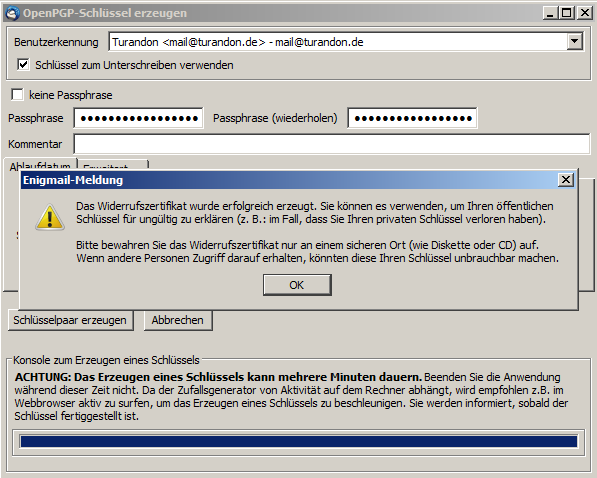 OpenPGP-Schlüssel erzeugen
Benutzerkennung Turandon <mail@turandon.de> - mail@turandon.de
Schlüssel zum Unterschreiben verwenden
keine Passphrase
Passphrase ••••••••••••••••• Passphrase (wiederholen) •••••••••••••••••
Kommentar
Ablaufdatum Erweitert
Enigmail-Meldung
Das Widerrufszertifikat wurde erfolgreich erzeugt. Sie können es verwenden, um Ihren öffentlichen
Schlüssel für ungültig zu erklären (z. B.: im Fall, dass Sie Ihren privaten Schlüssel verloren haben).
Bitte bewahren Sie das Widerrufszertifikat nur an einem sicheren Ort (wie Diskette oder CD) auf.
Wenn andere Personen Zugriff darauf erhalten, könnten diese Ihren Schlüssel unbrauchbar machen.
OK
Schlüsselpaar erzeugen Abbrechen
Konsole zum Erzeugen eines Schlüssels
ACHTUNG: Das Erzeugen eines Schlüssels kann mehrere Minuten dauern. Beenden Sie die Anwendung
während dieser Zeit nicht. Da der Zufallsgenerator von Aktivität auf dem Rechner abhängt, wird empfohlen z.B. im
Webbrowser aktiv zu surfen, um das Erzeugen eines Schlüssels zu beschleunigen. Sie werden informiert, sobald der
Schlüssel fertiggestellt ist.